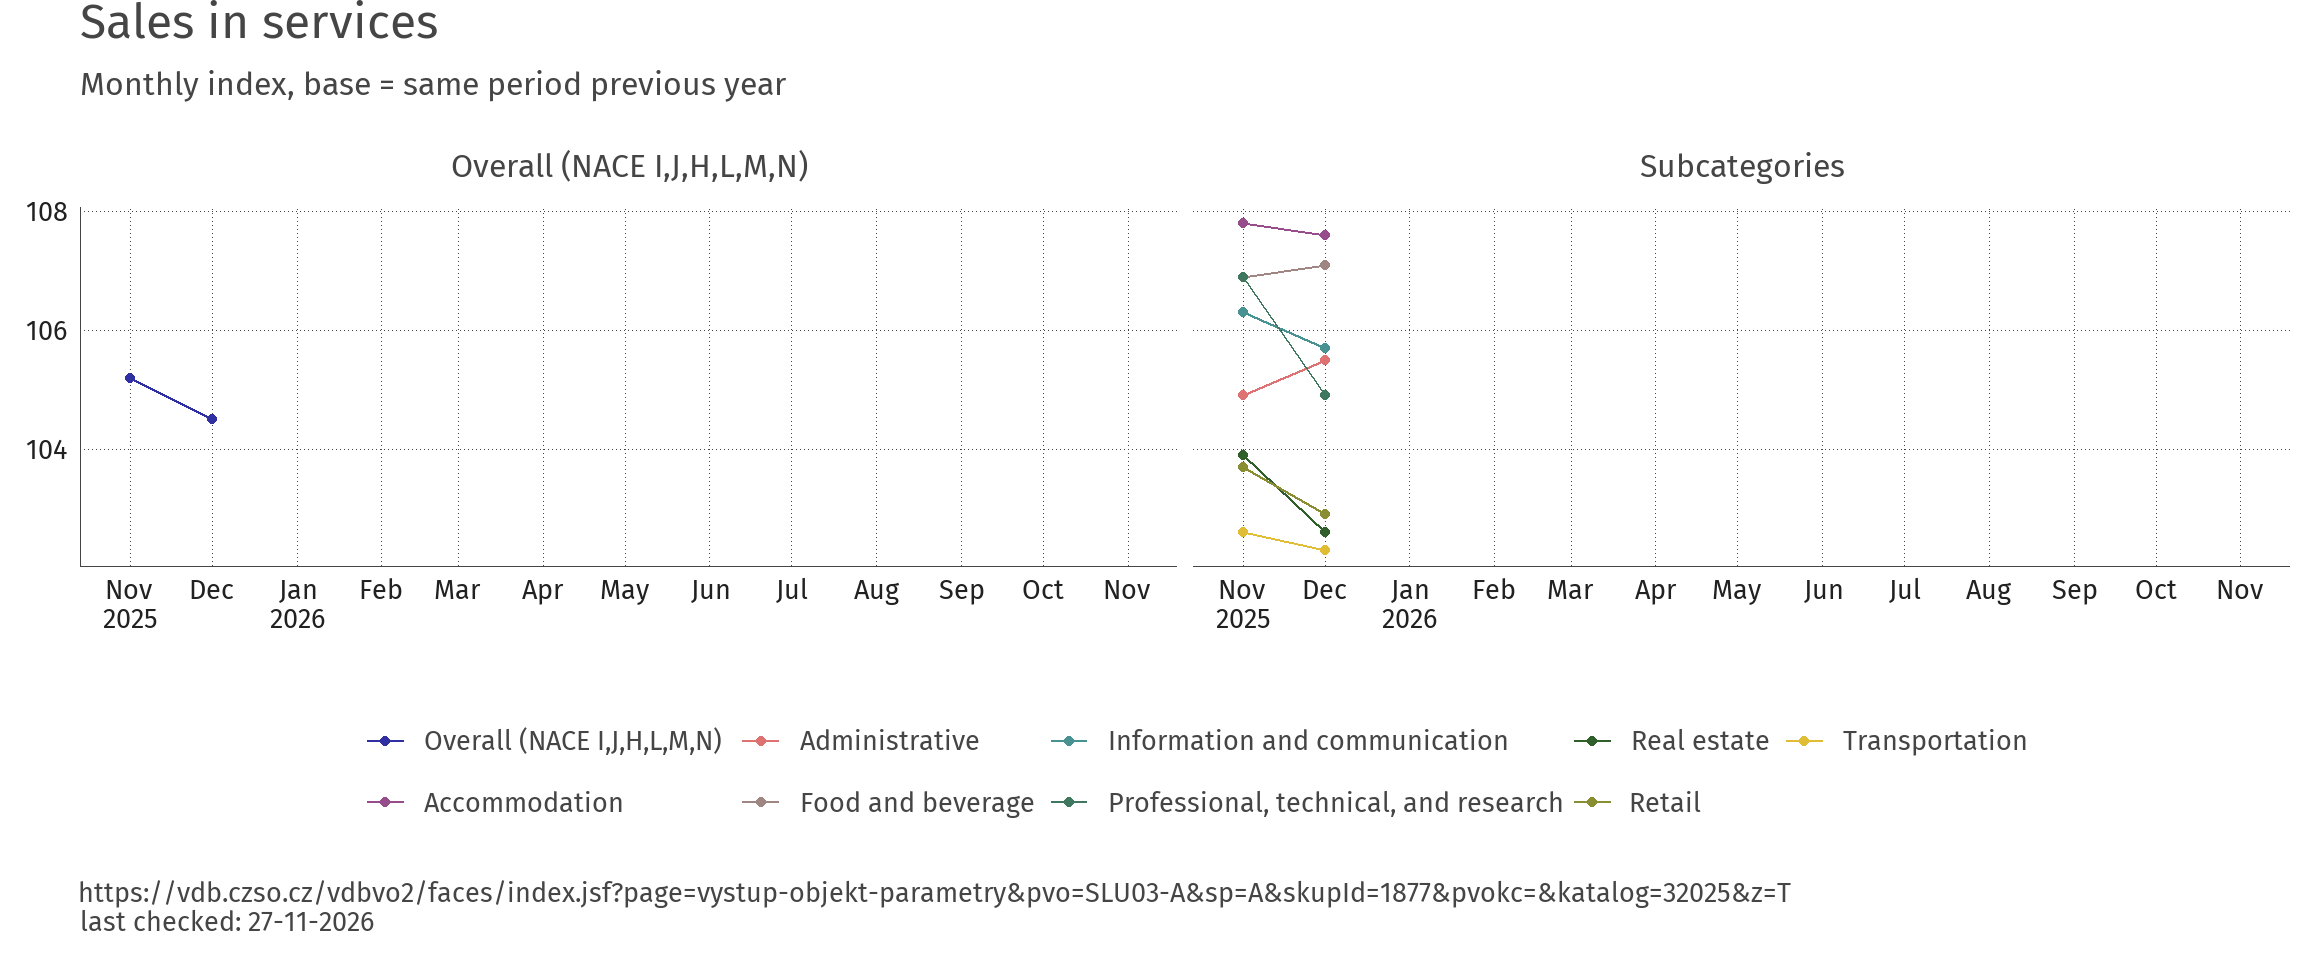 Sales in services
Monthly index, base = same period previous year
Overall (NACE I,J,H,L,M,N)
Subcategories
108
106
104
Nov Dec Jan Feb Mar Apr May Jun Jul Aug Sep Oct Nov
2025 2026
Nov Dec Jan Feb Mar Apr May Jun Jul Aug Sep Oct Nov
2025 2026
Overall (NACE I,J,H,L,M,N) Administrative Information and communication Real estate Transportation
Accommodation Food and beverage Professional, technical, and research Retail
https://vdb.czso.cz/vdbvo2/faces/index.jsf?page=vystup-objekt-parametry&pvo=SLU03-A&sp=A&skupId=1877&pvokc=&katalog=32025&z=T
last checked: 27-11-2026